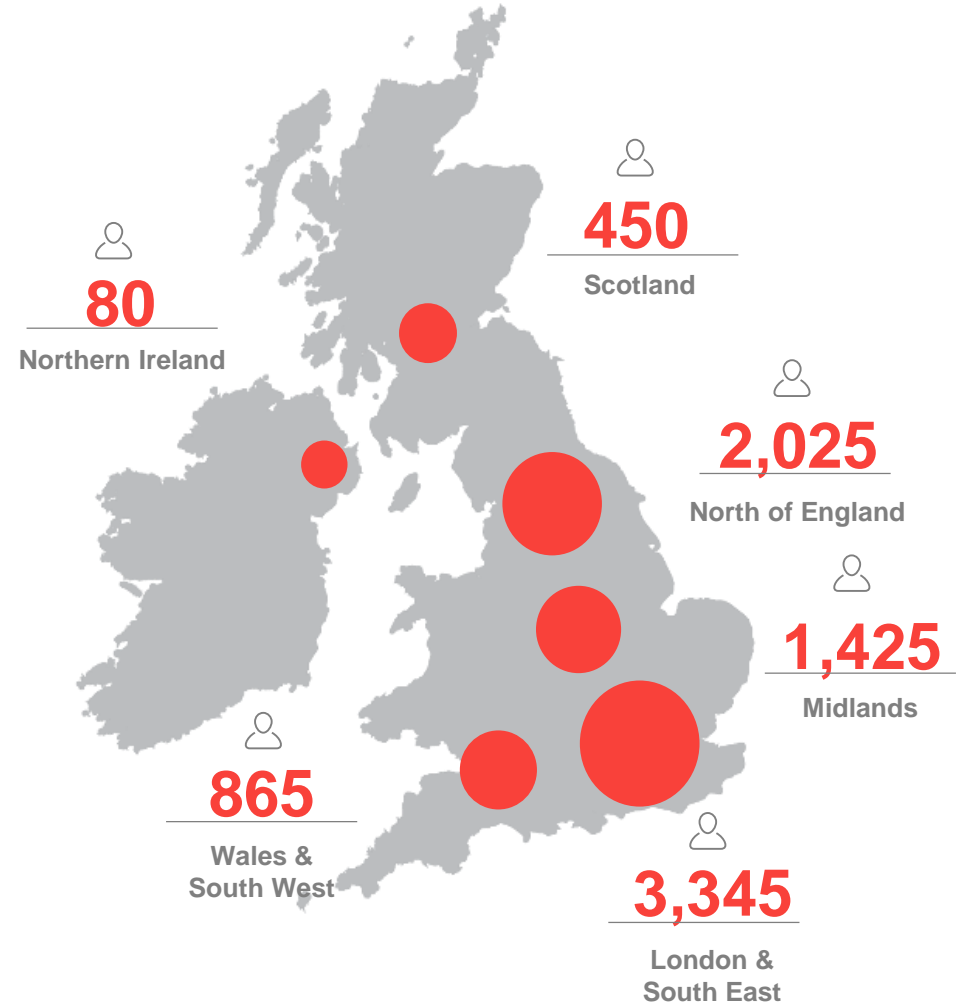 450
Scotland
80
Northern Ireland
2,025
North of England
1,425
Midlands
865
Wales &
South West
3,345
London &
South East